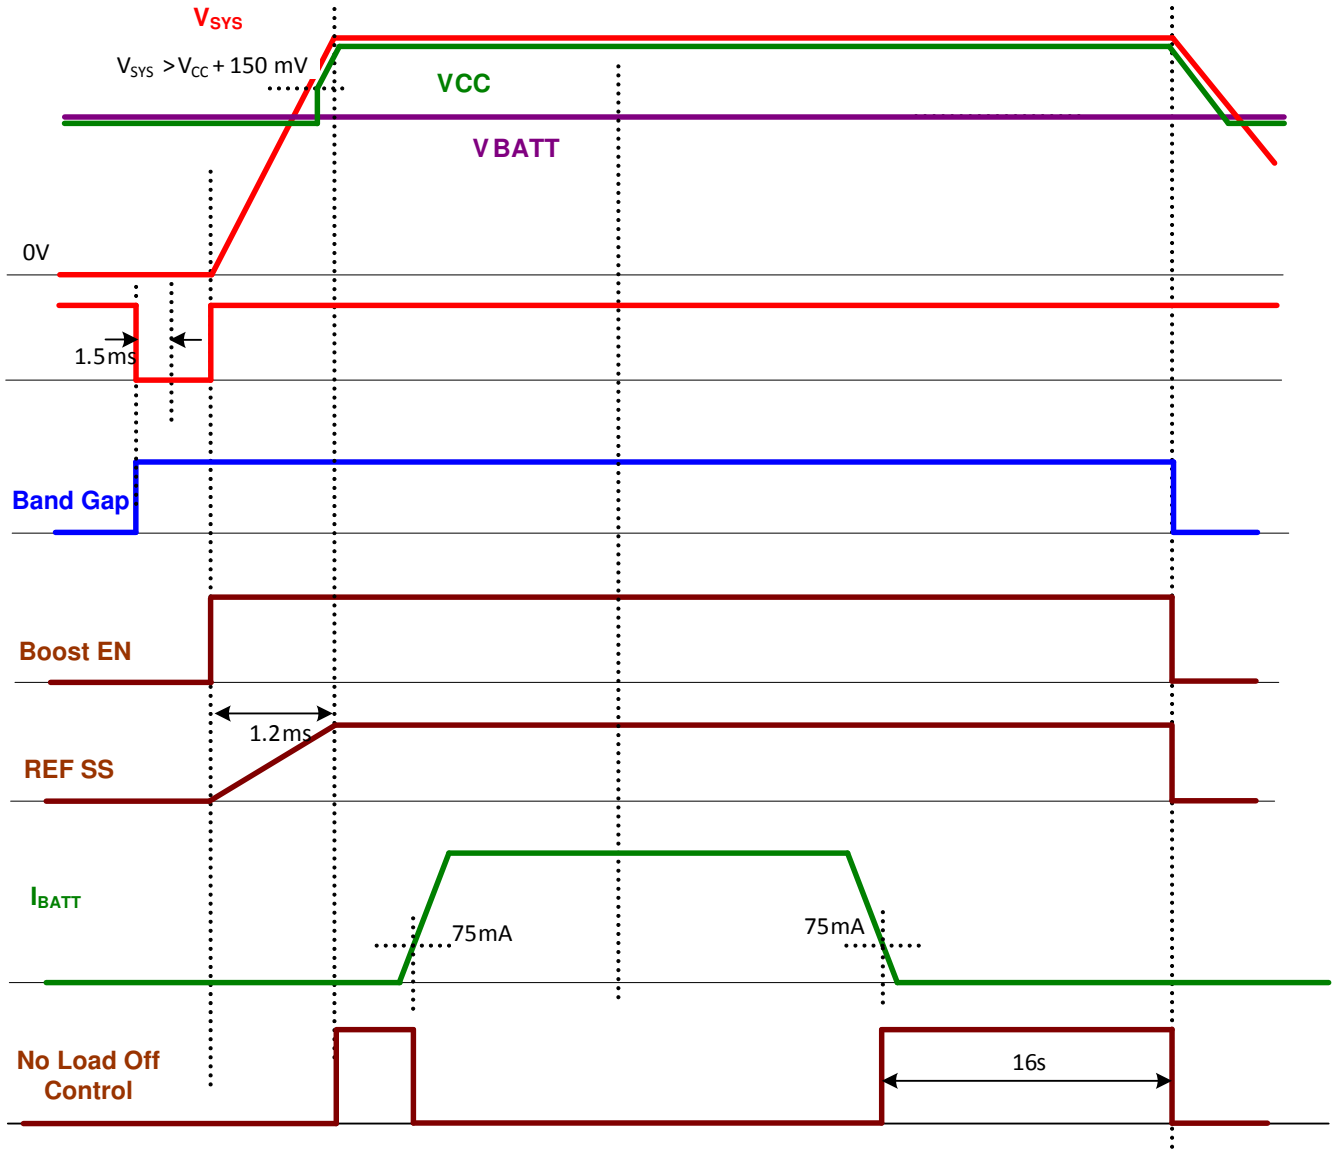 VSYS
VSYS >VCC + 150 mV
VCC
VBATT
0V
1.5ms
Band Gap
Boost EN
1.2ms
REF SS
IBATT
75mA
75mA
No Load Off
Control
16s